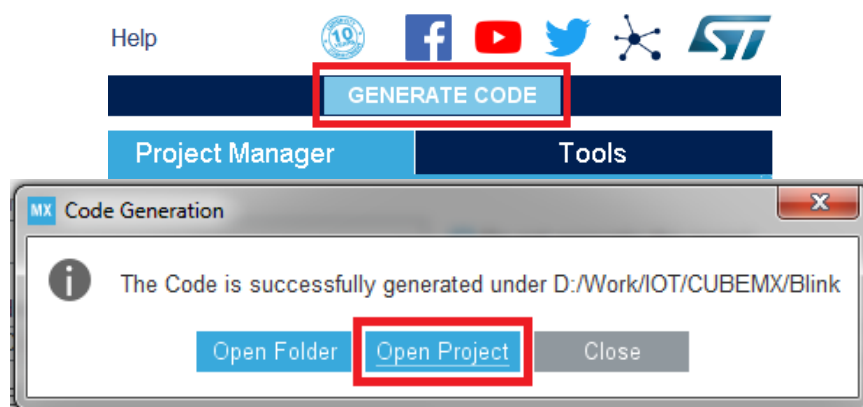 Help
10
GENERATE CODE
Project Manager
Tools
MX Code Generation
The Code is successfully generated under D:/Work/IOT/CUBEMX/Blink
Open Folder
Open Project
Close